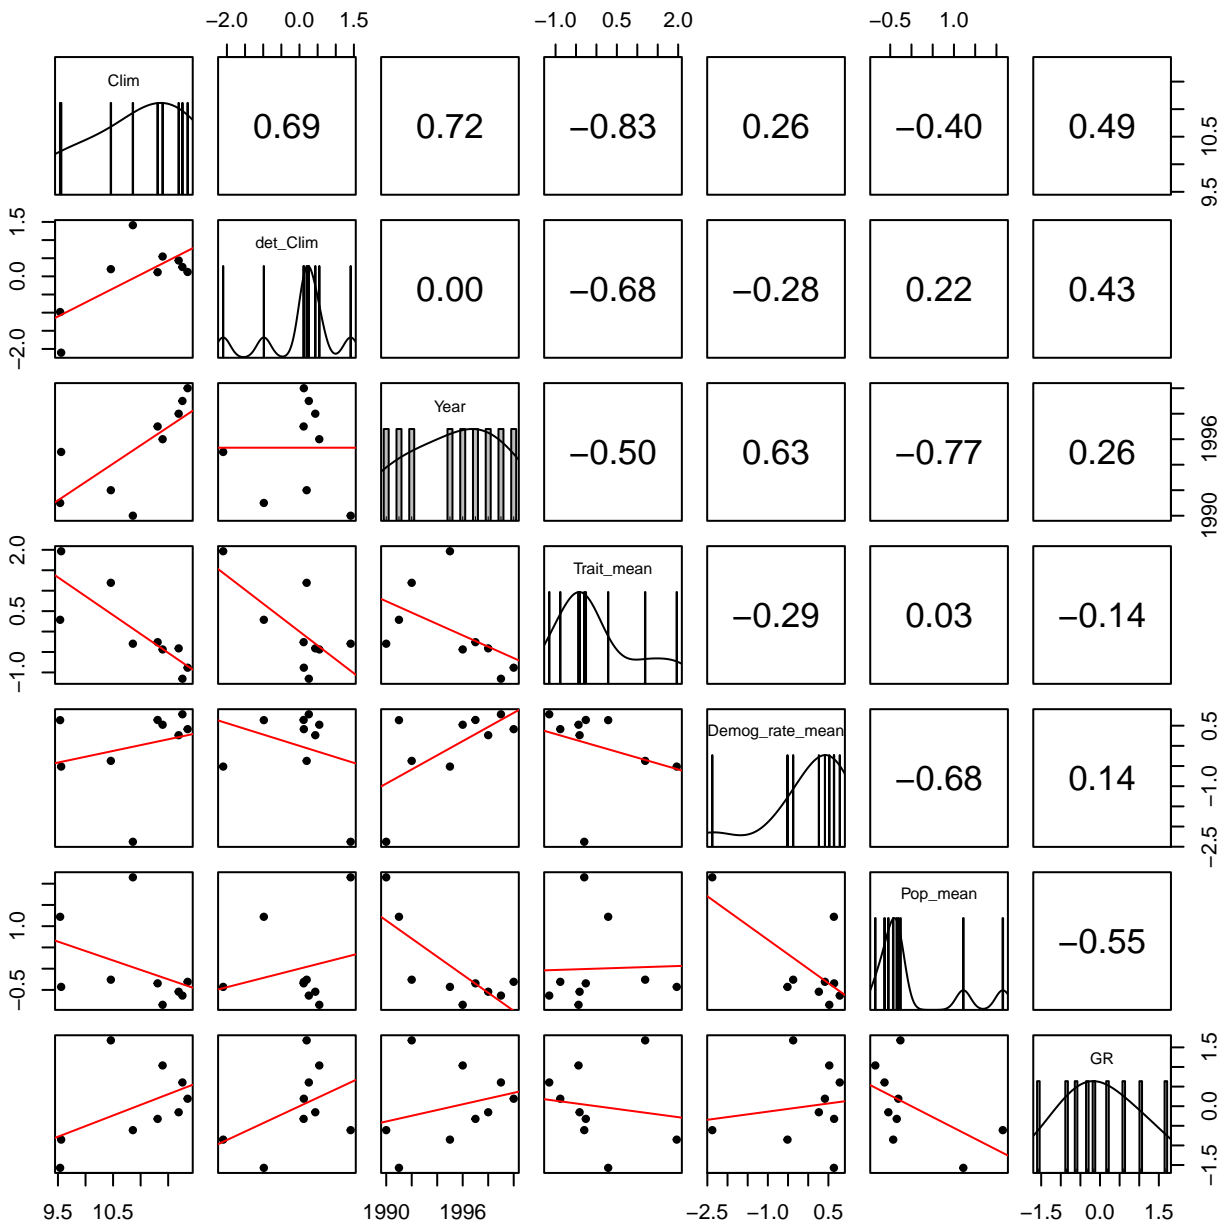 −2.0 0.0 1.5 −1.0 0.5 2.0 −0.5 1.0
Clim 0.69 0.72 −0.83 0.26 −0.40 0.49 9.5 10.5
−2.0 0.0 1.5 det_Clim 0.00 −0.68 −0.28 0.22 0.43
Year −0.50 0.63 −0.77 0.26 1990 1996
−1.0 0.5 2.0 Trait_mean −0.29 0.03 −0.14
Demog_rate_mean −0.68 0.14 −2.5 −1.0 0.5
−0.5 1.0 Pop_mean −0.55
GR −1.5 0.0 1.5
9.5 10.5 1990 1996 −2.5 −1.0 0.5 −1.5 0.0 1.5